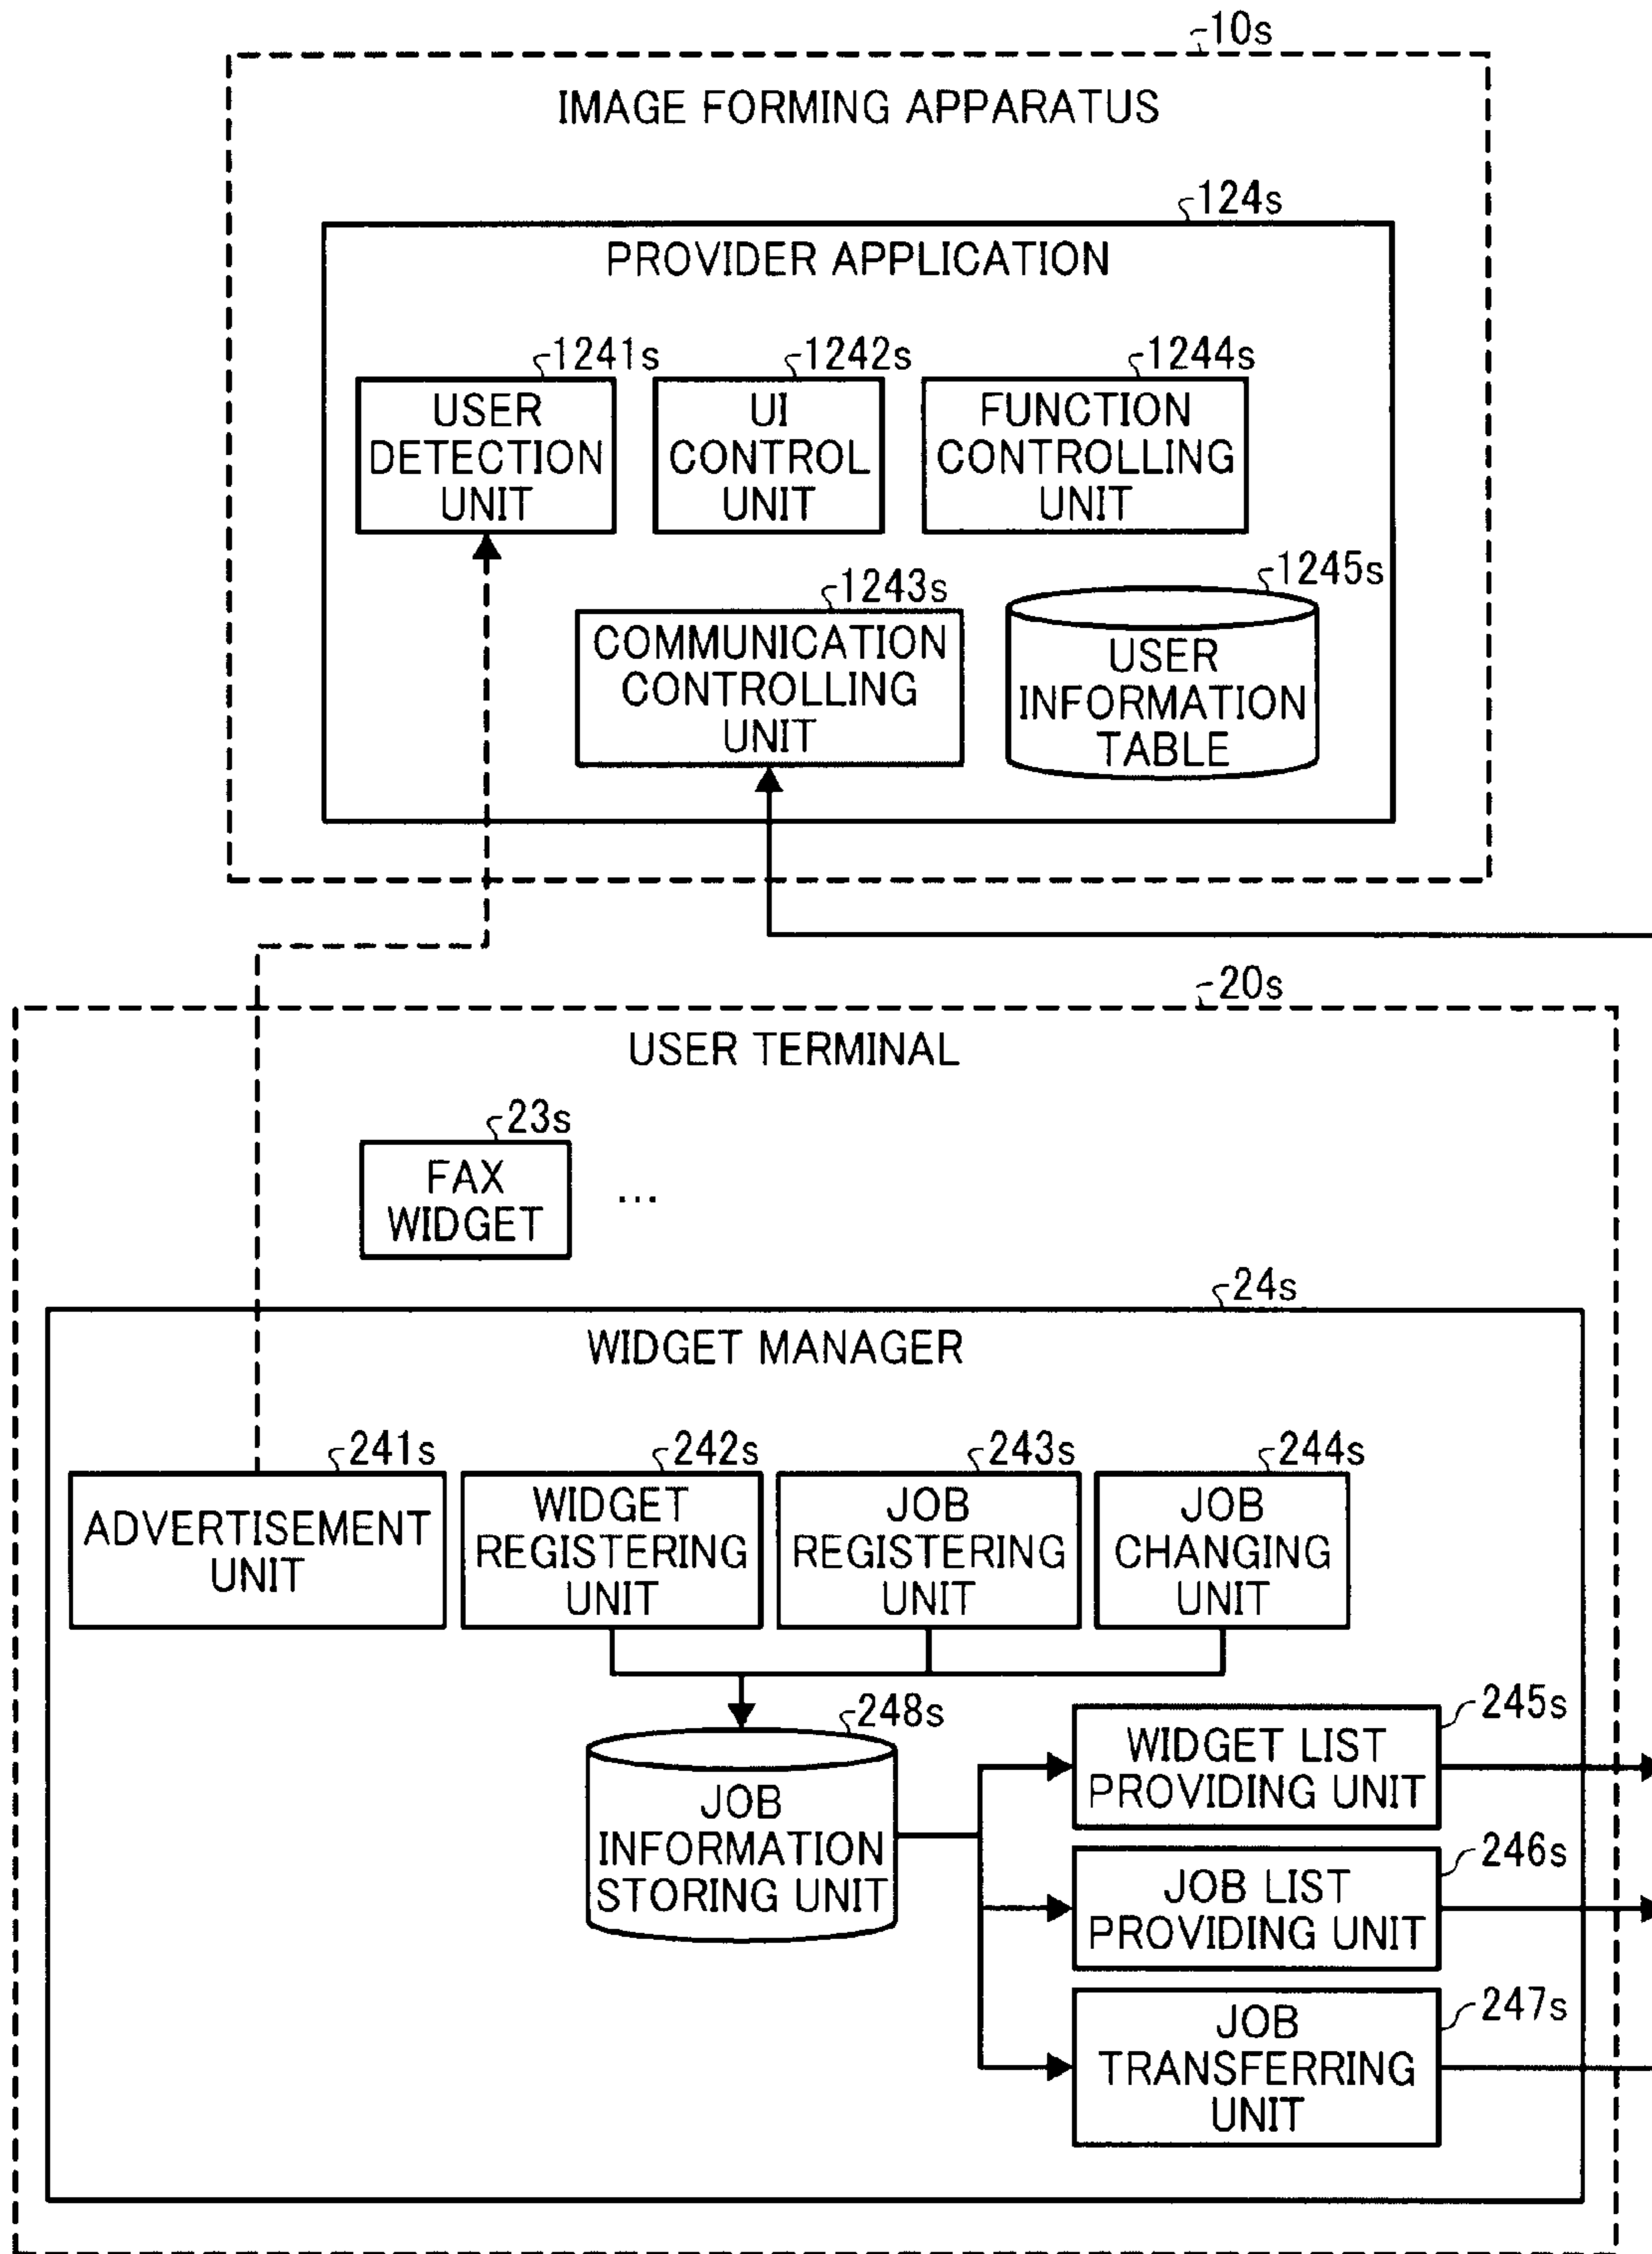 10s
IMAGE FORMING APPARATUS
124s
PROVIDER APPLICATION
1241s
1242s
1244s
USER
DETECTION
UNIT
UI
CONTROL
UNIT
FUNCTION
CONTROLLING
UNIT
1243s
1245s
COMMUNICATION
CONTROLLING
UNIT
USER
INFORMATION
TABLE
20s
USER TERMINAL
23s
FAX
WIDGET
...
24s
WIDGET MANAGER
241s
242s
243s
244s
ADVERTISEMENT
UNIT
WIDGET
REGISTERING
UNIT
JOB
REGISTERING
UNIT
JOB
CHANGING
UNIT
248s
JOB
INFORMATION
STORING UNIT
245s
WIDGET LIST
PROVIDING UNIT
246s
JOB LIST
PROVIDING UNIT
247s
JOB
TRANSFERRING
UNIT